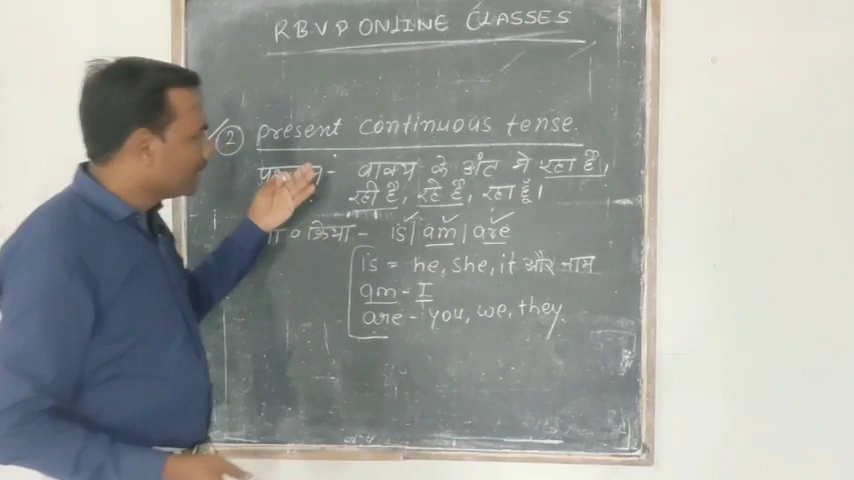 RBVP ONLINE CLASSES
② present continuous tense.
वाक्य के अंत मे रहा है,
रही है, रहे है, रहा हूँ।
क्रिया - is | am | are
is = he, she, it और नाम
am - I
are - you, we, they.